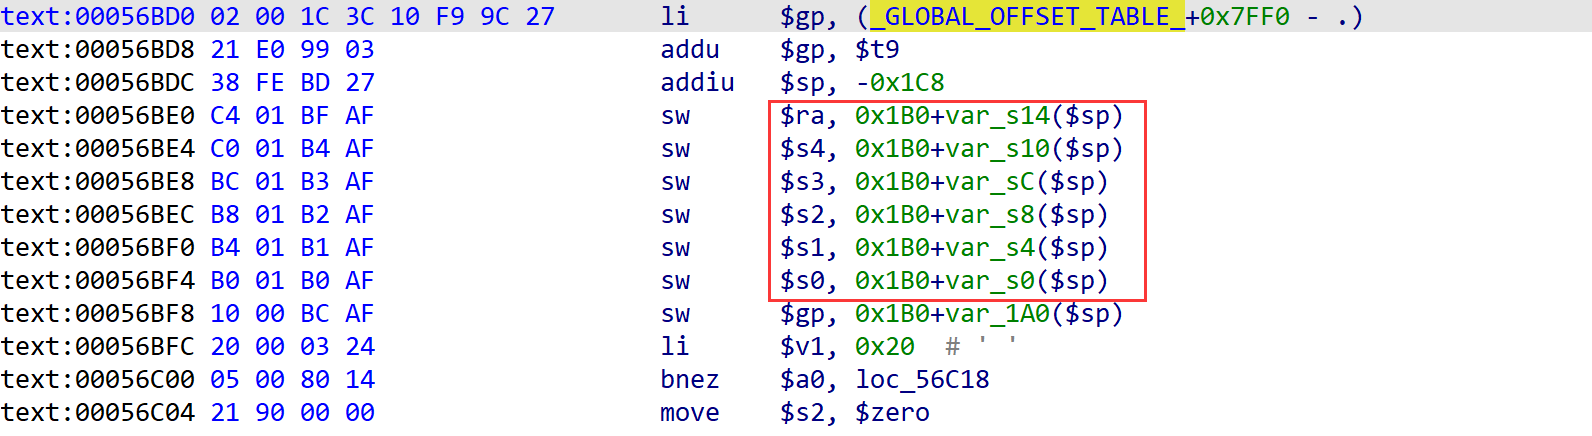 text:00056BD0 02 00 1C 3C 10 F9 9C 27 li $gp, (_GLOBAL_OFFSET_TABLE_+0x7FF0 - .)
text:00056BD8 21 E0 99 03 addu $gp, $t9
text:00056BDC 38 FE BD 27 addiu $sp, -0x1C8
text:00056BE0 C4 01 BF AF sw $ra, 0x1B0+var_s14($sp)
text:00056BE4 C0 01 B4 AF sw $s4, 0x1B0+var_s10($sp)
text:00056BE8 BC 01 B3 AF sw $s3, 0x1B0+var_sC($sp)
text:00056BEC B8 01 B2 AF sw $s2, 0x1B0+var_s8($sp)
text:00056BF0 B4 01 B1 AF sw $s1, 0x1B0+var_s4($sp)
text:00056BF4 B0 01 B0 AF sw $s0, 0x1B0+var_s0($sp)
text:00056BF8 10 00 BC AF sw $gp, 0x1B0+var_1A0($sp)
text:00056BFC 20 00 03 24 li $v1, 0x20 # ' '
text:00056C00 05 00 80 14 bnez $a0, loc_56C18
text:00056C04 21 90 00 00 move $s2, $zero